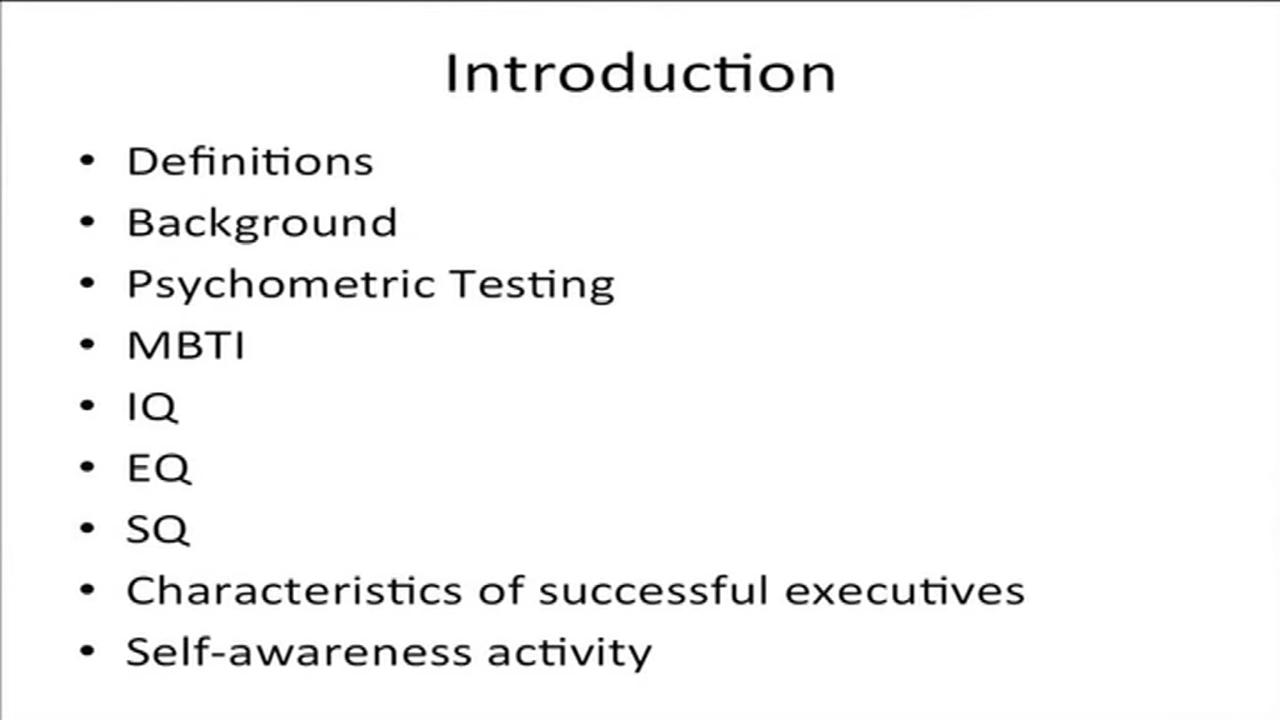 Introduction
• Definitions
• Background
• Psychometric Testing
• MBTI
• IQ
• EQ
• SQ
• Characteristics of successful executives
• Self-awareness activity